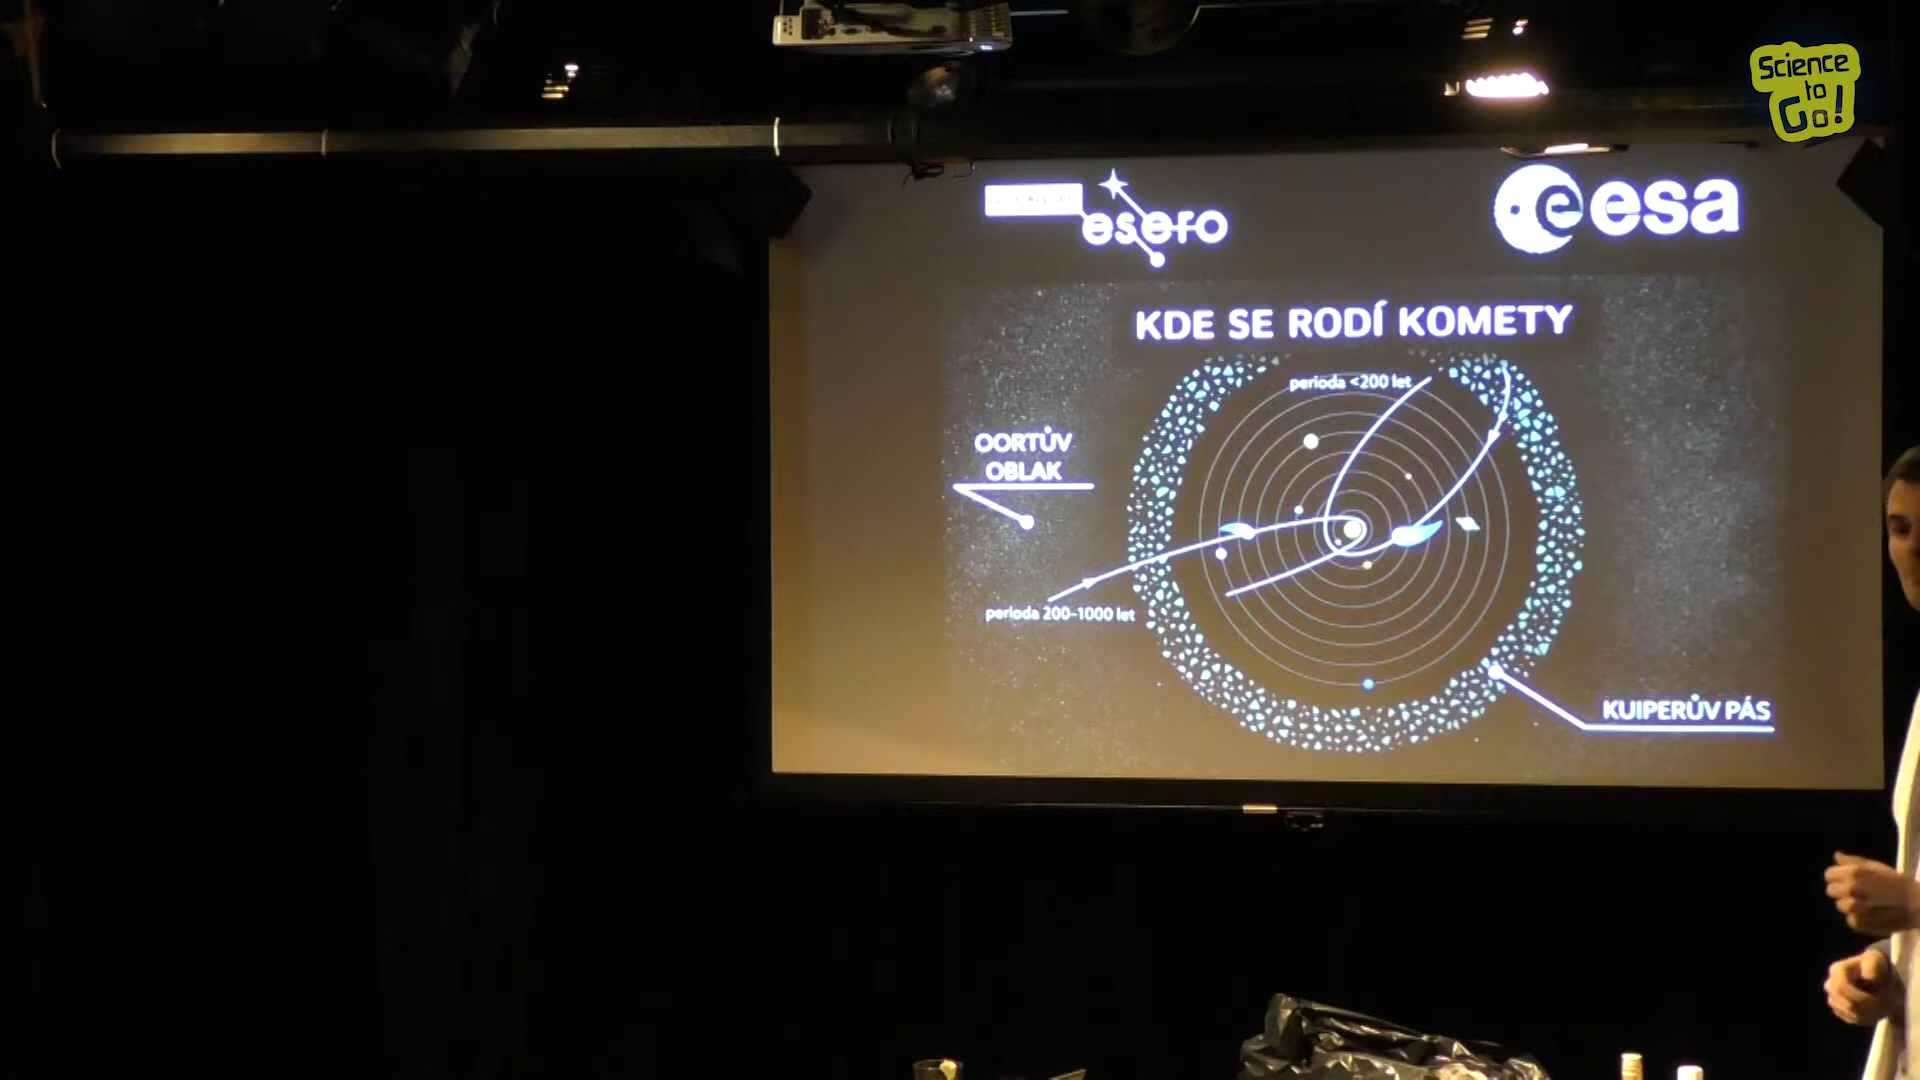 Science
to
Go!
esero
esa
KDE SE RODÍ KOMETY
perioda <200 let
OORTŮV
OBLAK
perioda 200–1000 let
KUIPERŮV PÁS